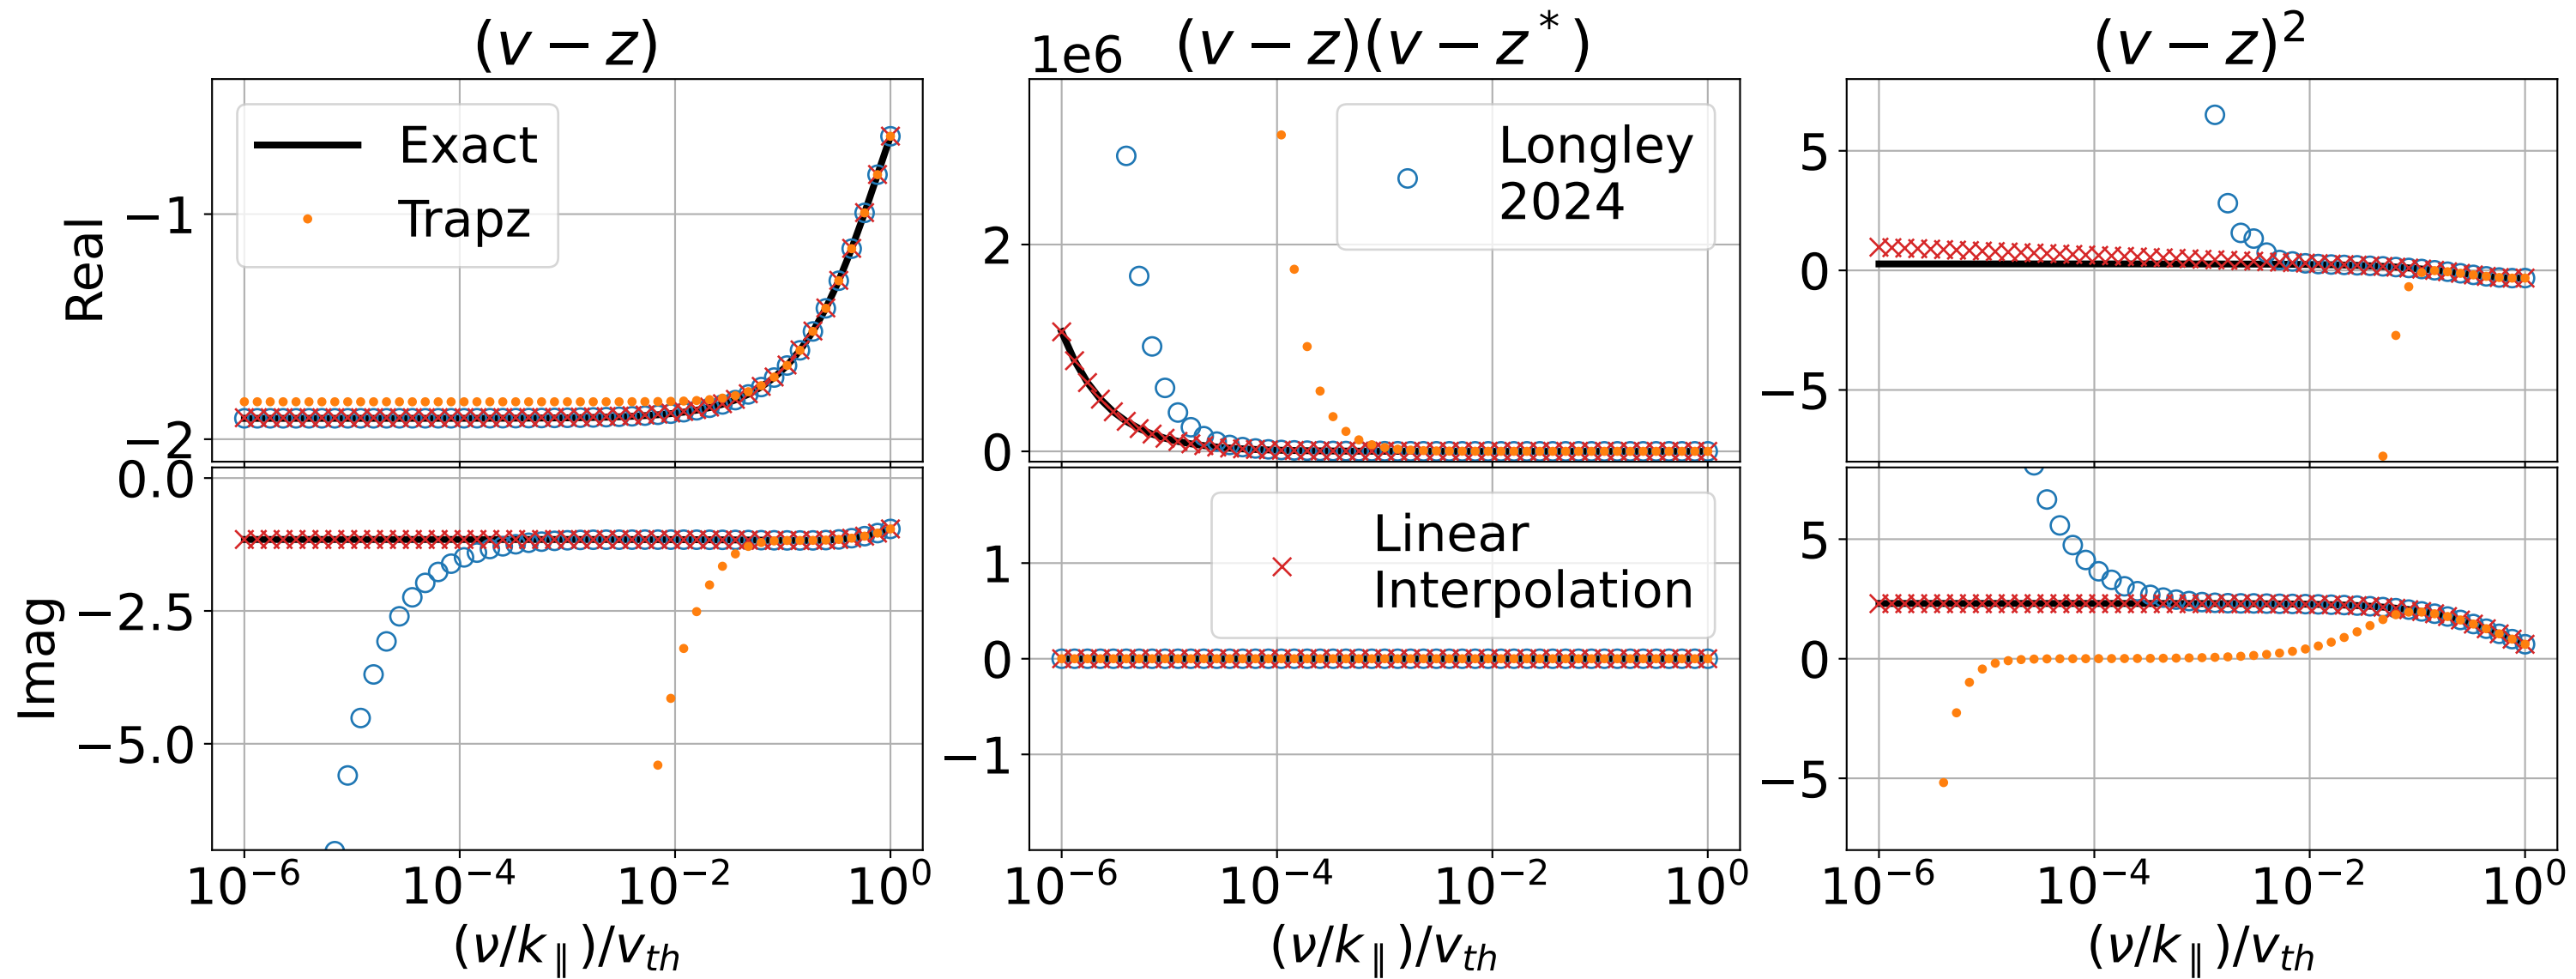 (v − z)
1e6 (v − z)(v − z*)
(v − z)²
Real
−1
−2
Exact
Trapz
2
0
Longley
2024
5
0
−5
Imag
0.0
−2.5
−5.0
1
0
−1
Linear
Interpolation
5
0
−5
10⁻⁶ 10⁻⁴ 10⁻² 10⁰
10⁻⁶ 10⁻⁴ 10⁻² 10⁰
10⁻⁶ 10⁻⁴ 10⁻² 10⁰
(ν/k∥)/vth
(ν/k∥)/vth
(ν/k∥)/vth